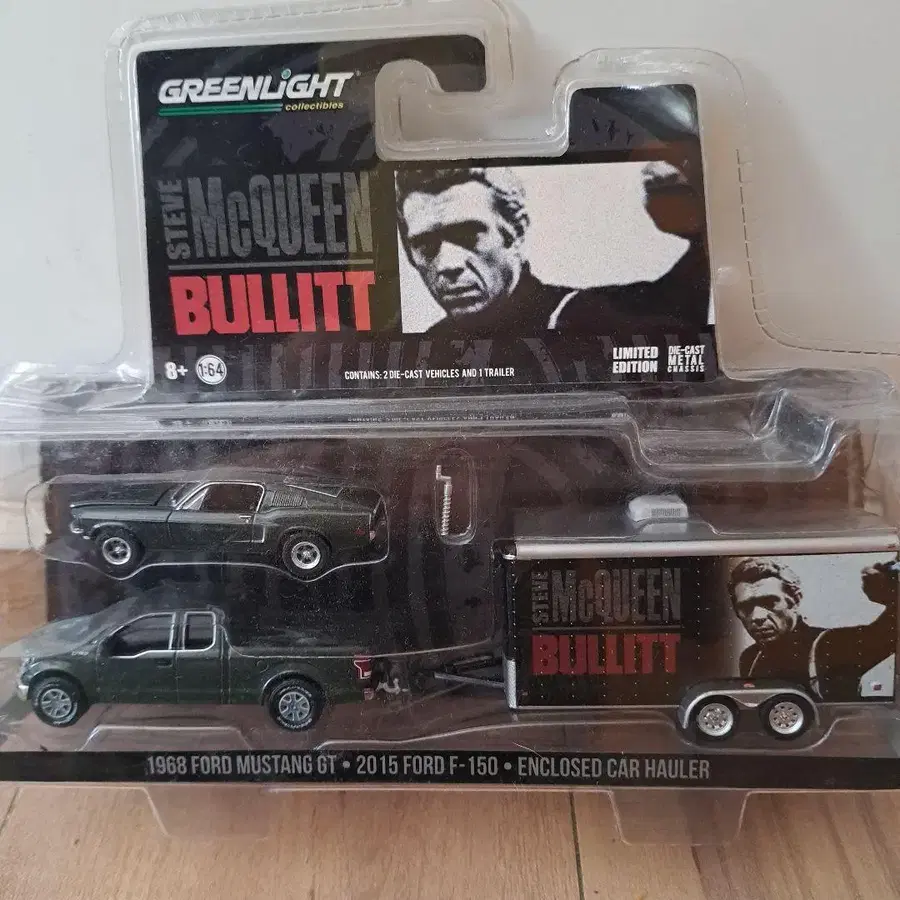 GREENLiGHT
collectibles
STEVE
McQUEEN
BULLITT
8+
1:64
CONTAINS: 2 DIE-CAST VEHICLES AND 1 TRAILER
LIMITED
EDITION
DIE-CAST
METAL
CHASSIS
STEVE
McQUEEN
BULLITT
1968 FORD MUSTANG GT • 2015 FORD F-150 • ENCLOSED CAR HAULER